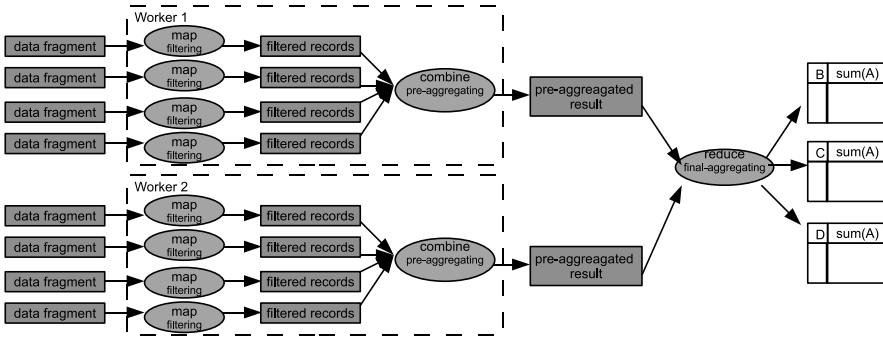 Worker 1
data fragment
map
filtering
filtered records
data fragment
map
filtering
filtered records
data fragment
map
filtering
filtered records
data fragment
map
filtering
filtered records
combine
pre-aggregating
pre-aggreagated
result
Worker 2
data fragment
map
filtering
filtered records
data fragment
map
filtering
filtered records
data fragment
map
filtering
filtered records
data fragment
map
filtering
filtered records
combine
pre-aggregating
pre-aggreagated
result
reduce
final-aggregating
B sum(A)
C sum(A)
D sum(A)